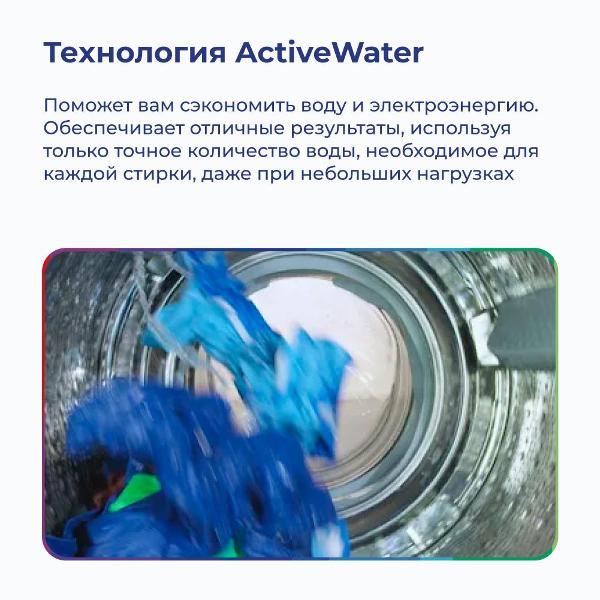 Технология ActiveWater
Поможет вам сэкономить воду и электроэнергию.
Обеспечивает отличные результаты, используя
только точное количество воды, необходимое для
каждой стирки, даже при небольших нагрузках